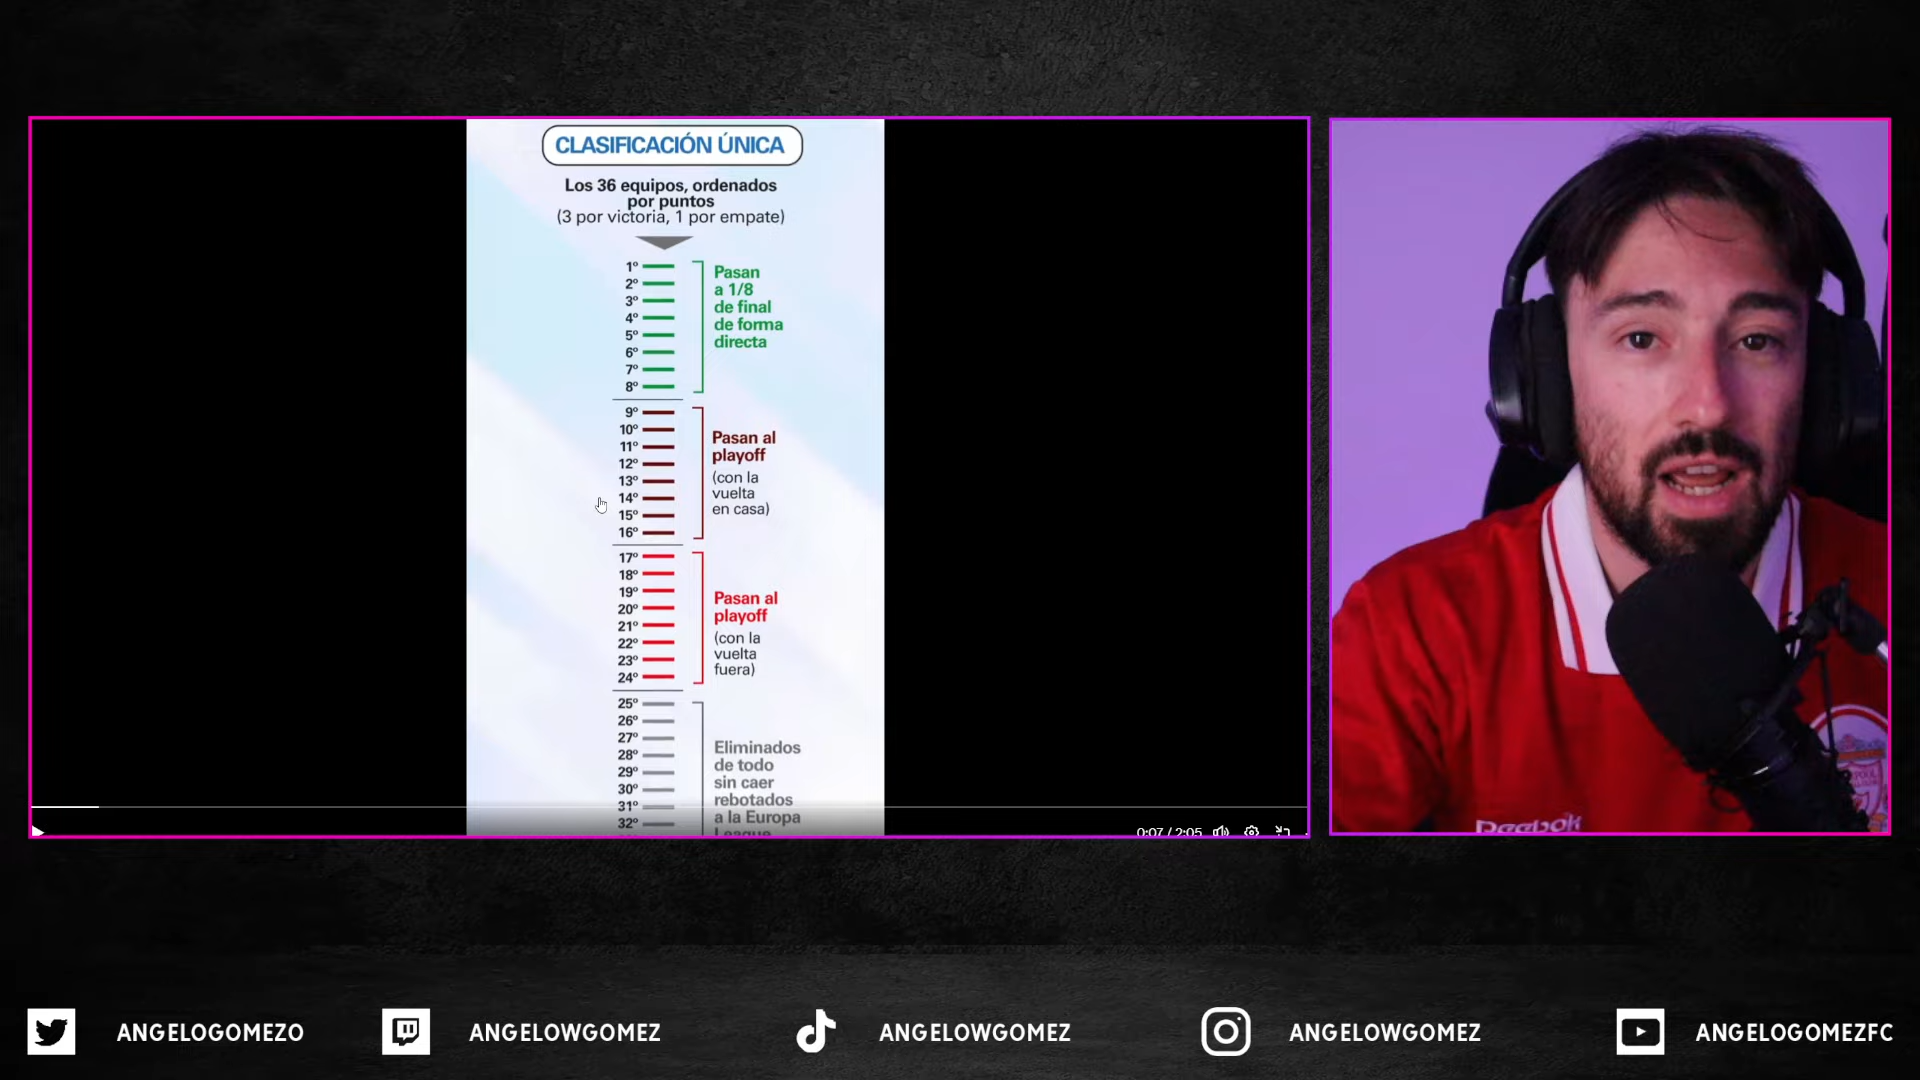 CLASIFICACIÓN ÚNICA
Los 36 equipos, ordenados
por puntos
(3 por victoria, 1 por empate)
1º
2º
3º
4º
5º
6º
7º
8º
Pasan
a 1/8
de final
de forma
directa
9º
10º
11º
12º
13º
14º
15º
16º
Pasan al
playoff
(con la
vuelta
en casa)
17º
18º
19º
20º
21º
22º
23º
24º
Pasan al
playoff
(con la
vuelta
fuera)
25º
26º
27º
28º
29º
30º
31º
32º
Eliminados
de todo
sin caer
rebotados
a la Europa
League
0:07 / 2:05
Reebok
ANGELOGOMEZO
ANGELOWGOMEZ
ANGELOWGOMEZ
ANGELOWGOMEZ
ANGELOGOMEZFC